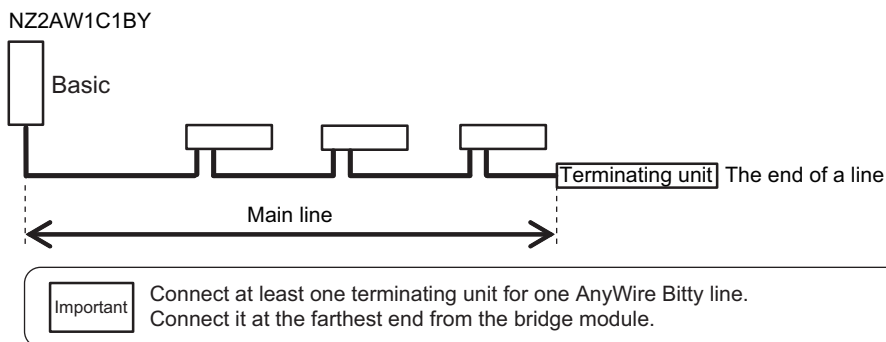 NZ2AW1C1BY
Basic
Terminating unit The end of a line
Main line
Important
Connect at least one terminating unit for one AnyWire Bitty line.
Connect it at the farthest end from the bridge module.